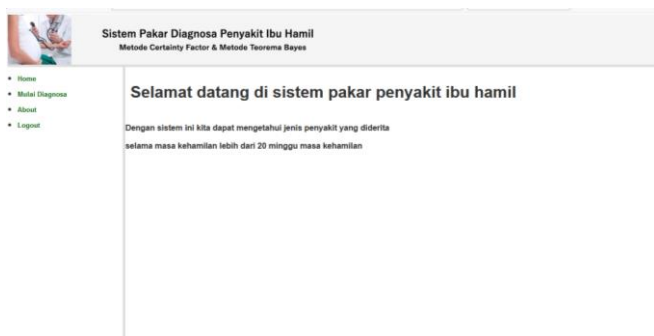 Sistem Pakar Diagnosa Penyakit Ibu Hamil
Metode Certainty Factor & Metode Teorema Bayes
Home
Mulai Diagnosa
About
Logout
Selamat datang di sistem pakar penyakit ibu hamil
Dengan sistem ini kita dapat mengetahui jenis penyakit yang diderita
selama masa kehamilan lebih dari 20 minggu masa kehamilan